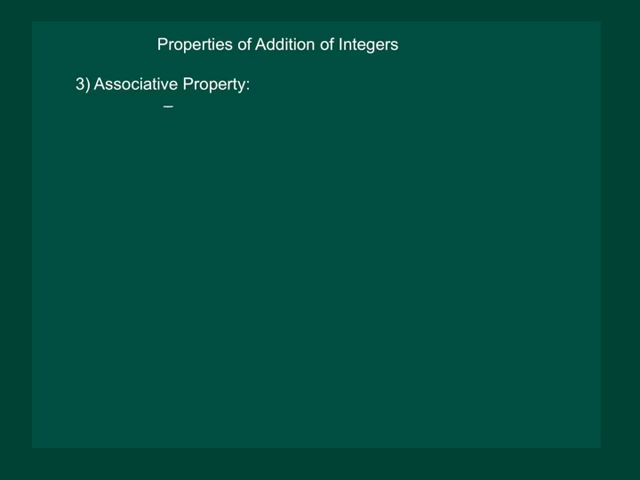 Properties of Addition of Integers
3) Associative Property:
–